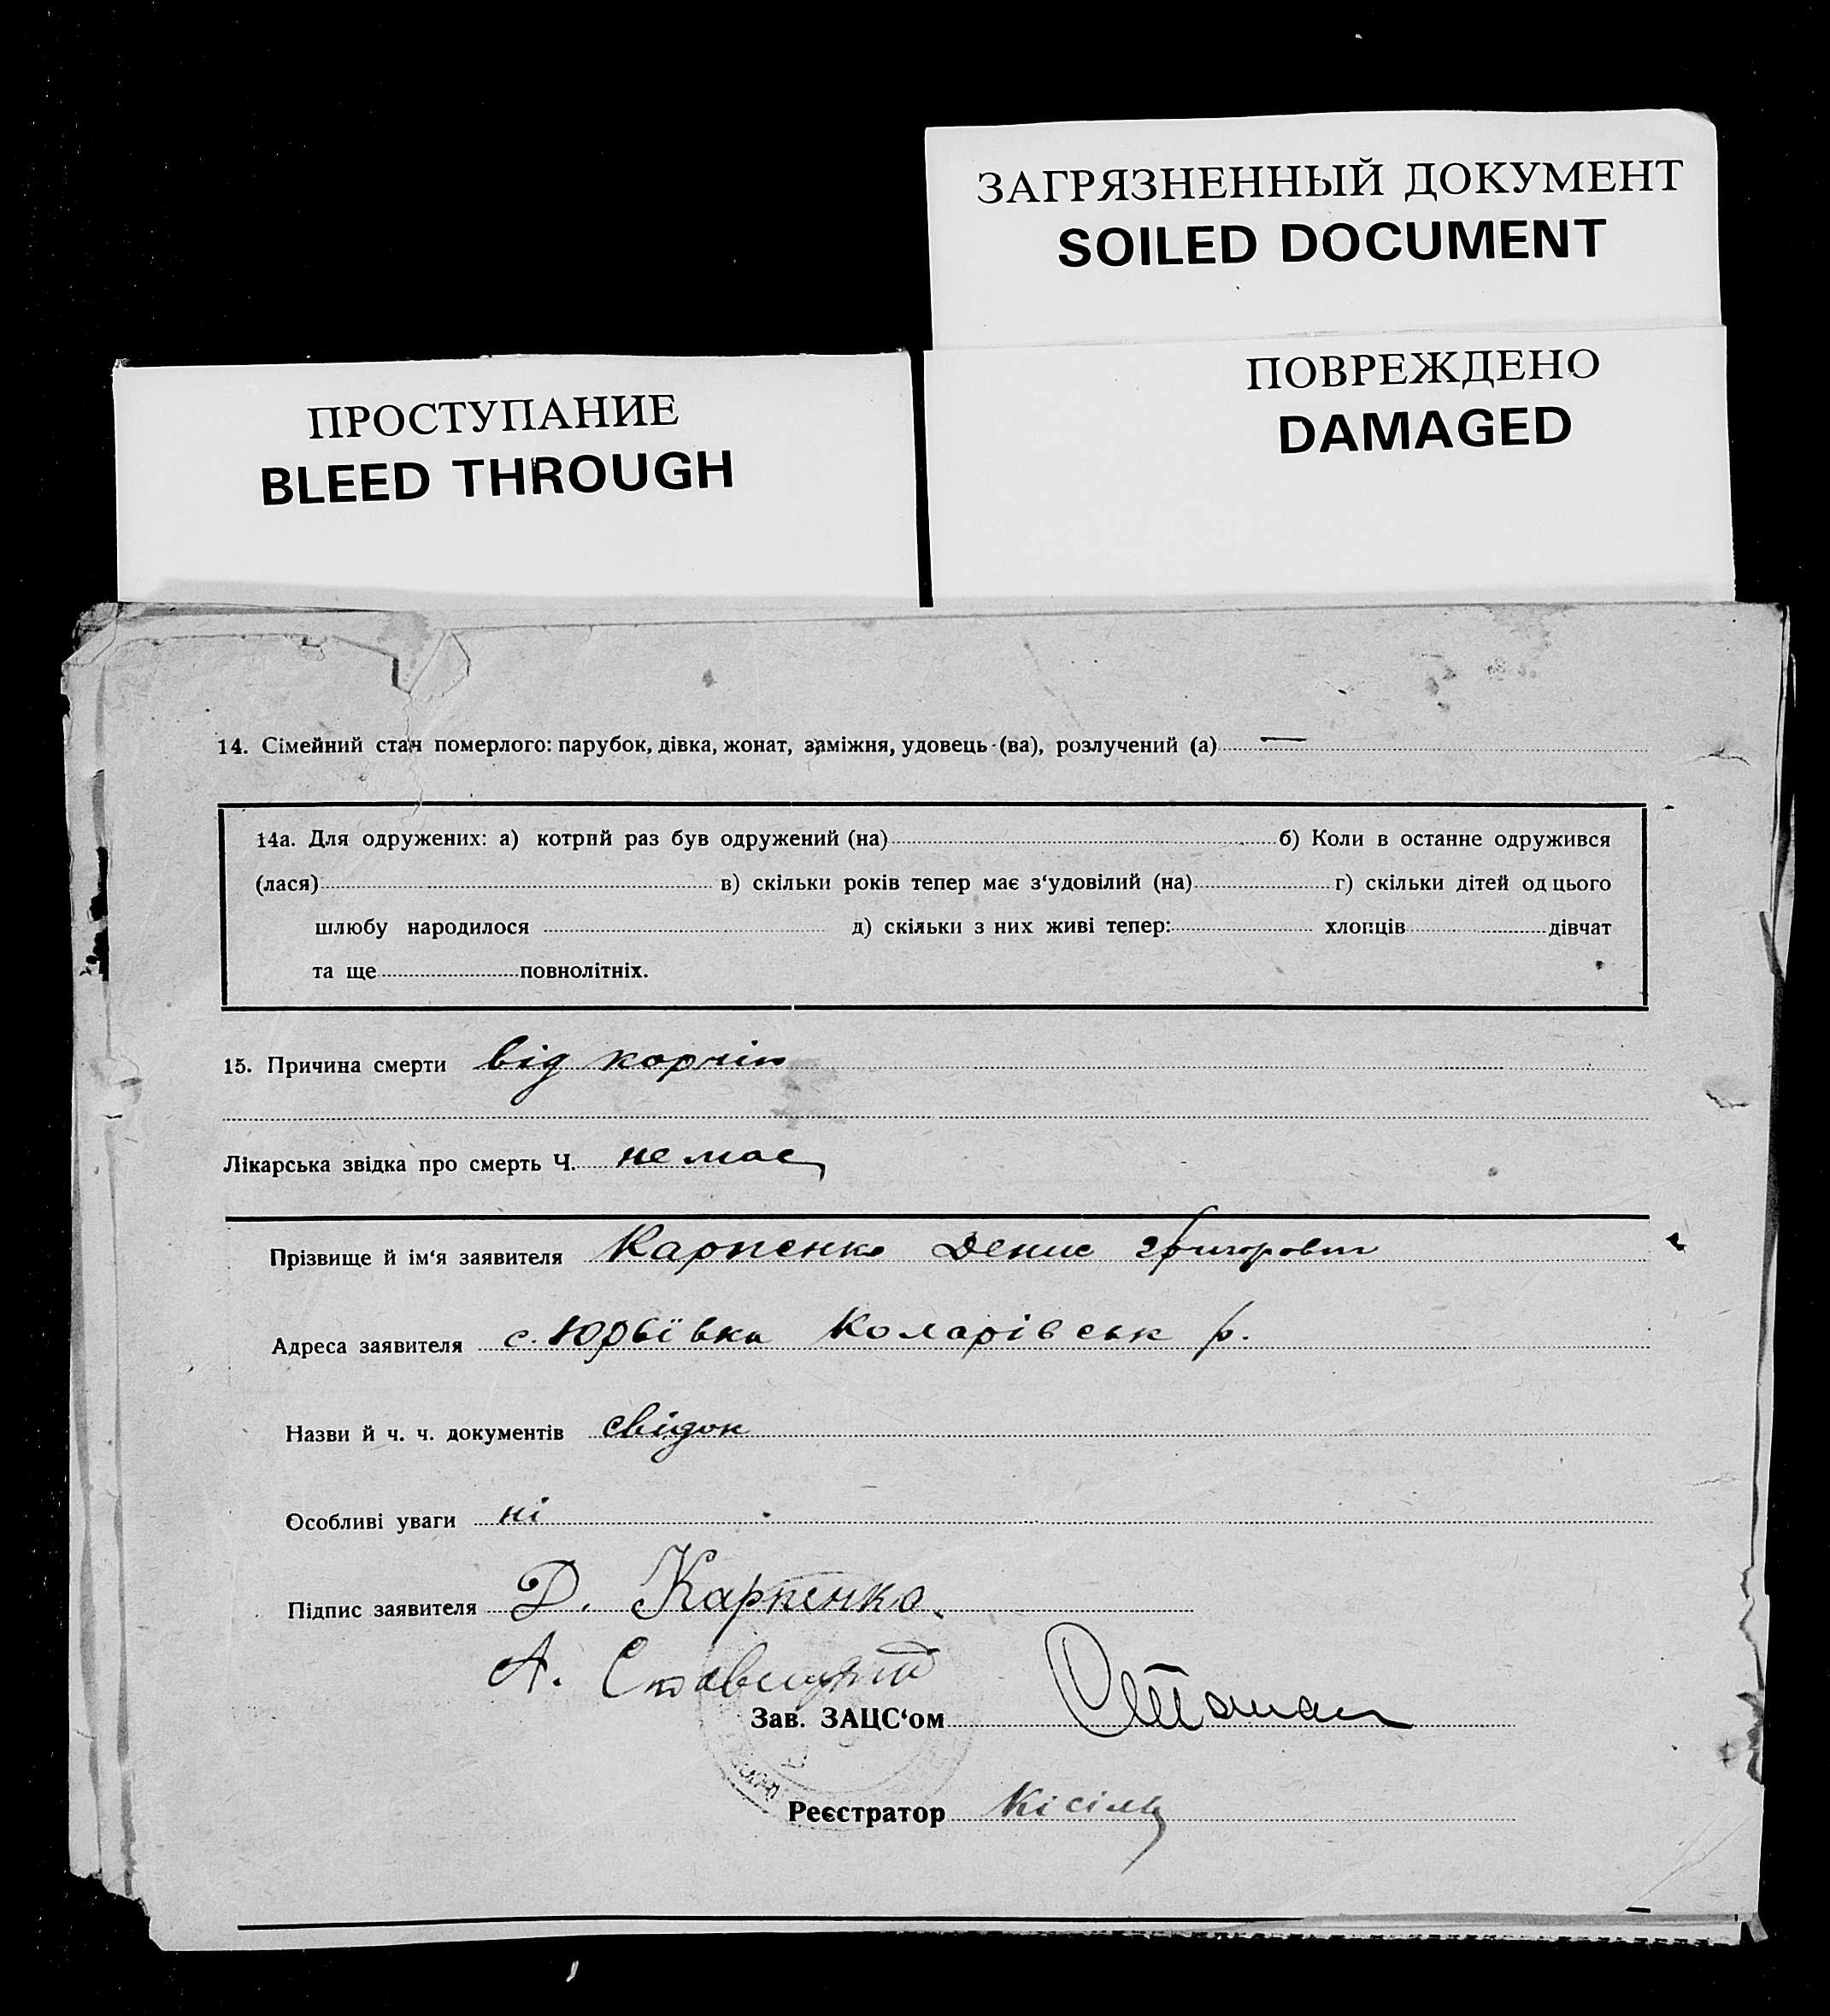 ЗАГРЯЗНЕННЫЙ ДОКУМЕНТ
SOILED DOCUMENT
ПОВРЕЖДЕНО
DAMAGED
ПРОСТУПАНИЕ
BLEED THROUGH
14. Сімейний стан померлого: парубок, дівка, жонат, заміжня, удовець (ва), розлучений (а) —
14а. Для одружених: а) котрий раз був одружений (на) б) Коли в останне одружився
(лася) в) скільки років тепер має з‘удовілий (на) г) скільки дітей од цього
шлюбу народилося д) скільки з них живі тепер: хлопців дівчат
та ще повнолітніх.
15. Причина смерти від корчів
Лікарська звідка про смерть Ч. немає
Прізвище й ім‘я заявителя Карпенко Денис Григорович
Адреса заявителя с. Юрьївка Коларівськ р.
Назви й ч. ч. документів свідок
Особливі уваги ні
Підпис заявителя Д. Карпенко.
А. Ставицкий
Зав. ЗАЦС‘ом
Реєстратор Кісіль